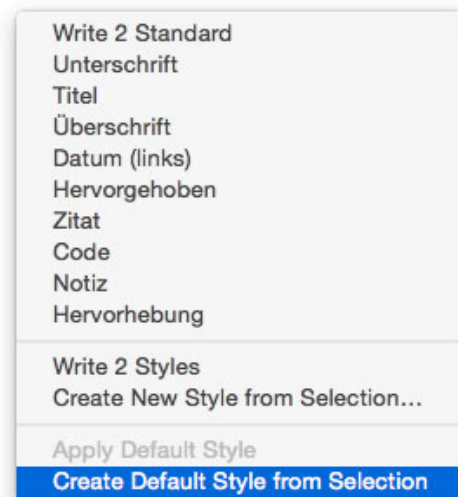 Write 2 Standard
Unterschrift
Titel
Überschrift
Datum (links)
Hervorgehoben
Zitat
Code
Notiz
Hervorhebung
Write 2 Styles
Create New Style from Selection…
Apply Default Style
Create Default Style from Selection